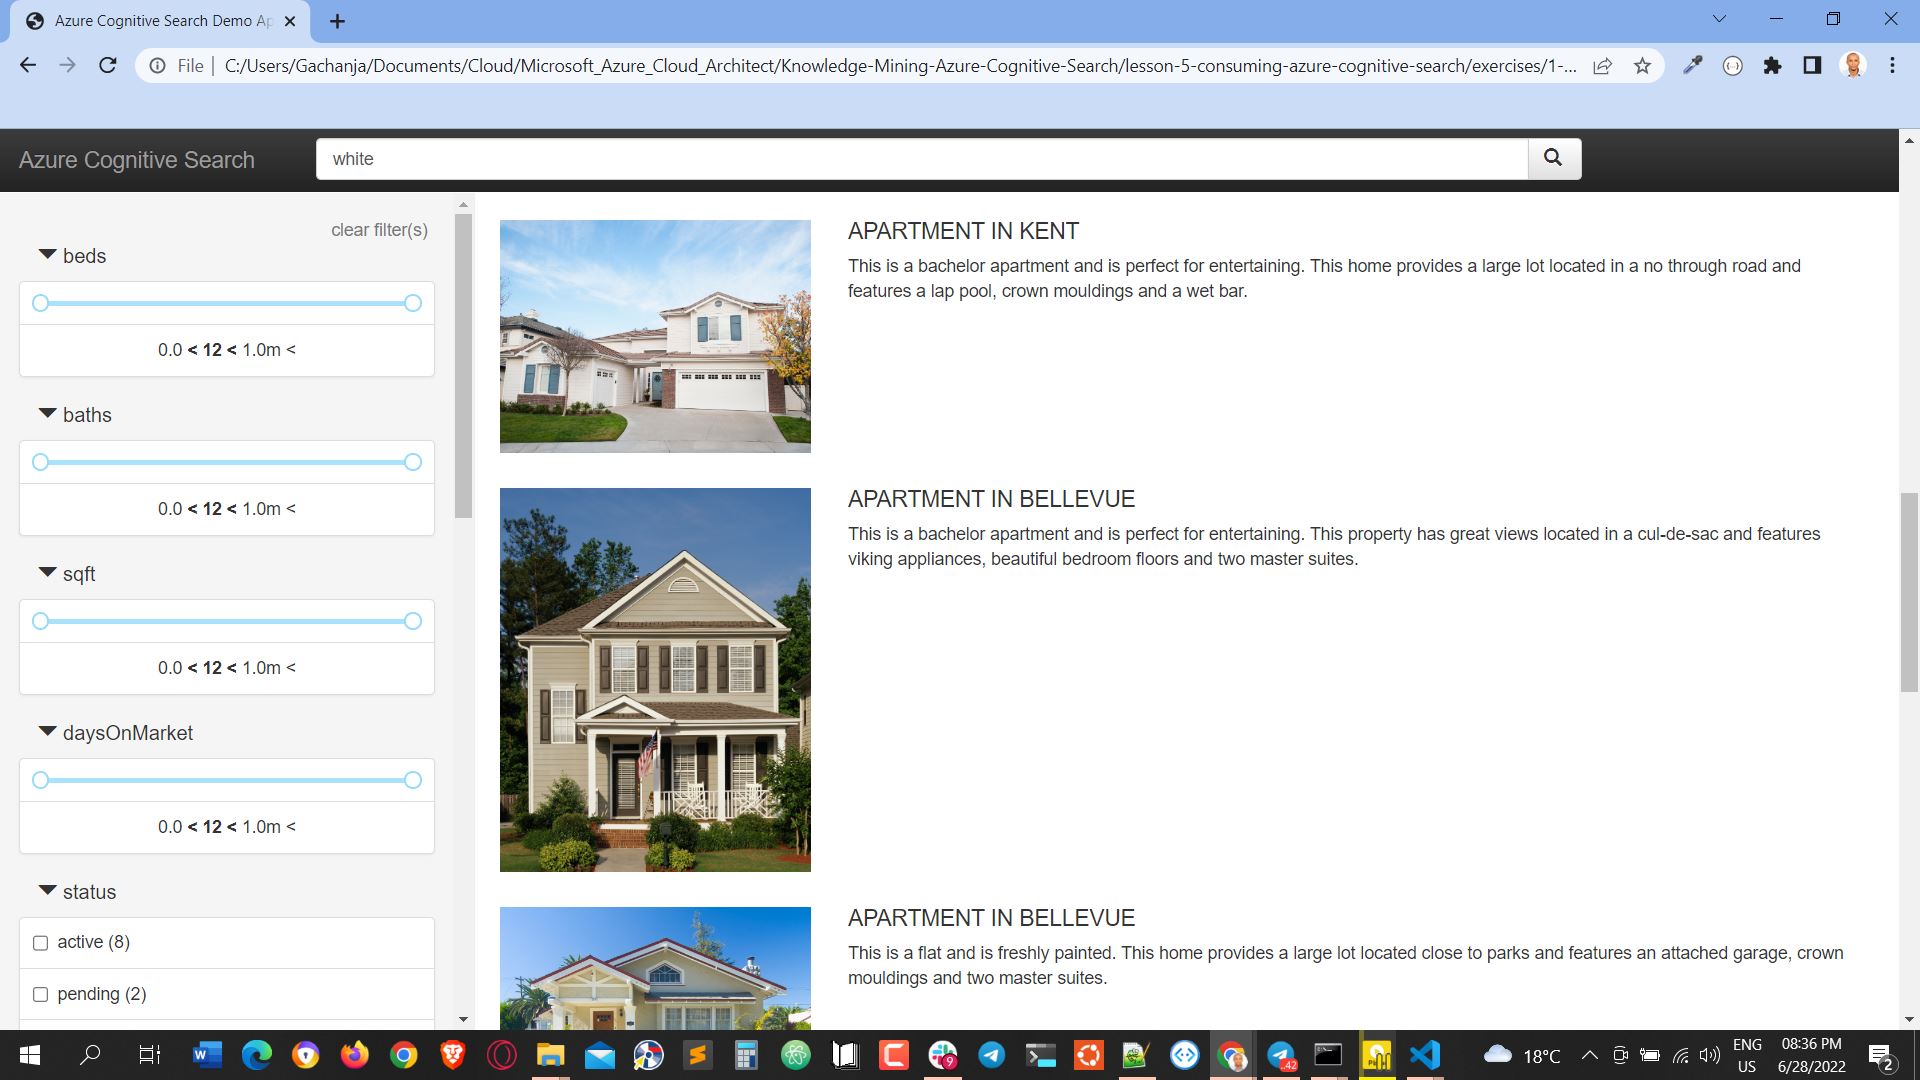 Azure Cognitive Search Demo Ap
File | C:/Users/Gachanja/Documents/Cloud/Microsoft_Azure_Cloud_Architect/Knowledge-Mining-Azure-Cognitive-Search/lesson-5-consuming-azure-cognitive-search/exercises/1-...
Azure Cognitive Search
white
clear filter(s)
beds
0.0 < 12 < 1.0m <
baths
0.0 < 12 < 1.0m <
sqft
0.0 < 12 < 1.0m <
daysOnMarket
0.0 < 12 < 1.0m <
status
active (8)
pending (2)
APARTMENT IN KENT
This is a bachelor apartment and is perfect for entertaining. This home provides a large lot located in a no through road and
features a lap pool, crown mouldings and a wet bar.
APARTMENT IN BELLEVUE
This is a bachelor apartment and is perfect for entertaining. This property has great views located in a cul-de-sac and features
viking appliances, beautiful bedroom floors and two master suites.
APARTMENT IN BELLEVUE
This is a flat and is freshly painted. This home provides a large lot located close to parks and features an attached garage, crown
mouldings and two master suites.
18°C
ENG
US
08:36 PM
6/28/2022
2
9
42